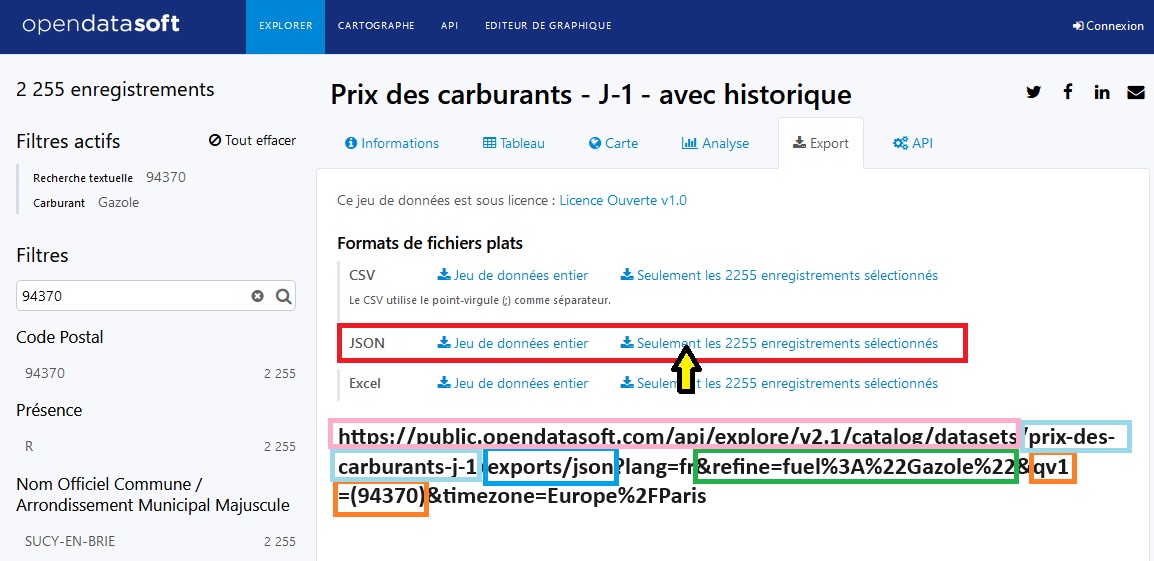 opendatasoft
EXPLORER CARTOGRAPHE API EDITEUR DE GRAPHIQUE
Connexion
2 255 enregistrements
Filtres actifs
Tout effacer
Recherche textuelle 94370
Carburant Gazole
Filtres
94370
Code Postal
94370 2 255
Présence
R 2 255
Nom Officiel Commune /
Arrondissement Municipal Majuscule
SUCY-EN-BRIE 2 255
Prix des carburants - J-1 - avec historique
Informations Tableau Carte Analyse Export API
Ce jeu de données est sous licence : Licence Ouverte v1.0
Formats de fichiers plats
CSV Jeu de données entier Seulement les 2255 enregistrements sélectionnés
Le CSV utilise le point-virgule (;) comme séparateur.
JSON Jeu de données entier Seulement les 2255 enregistrements sélectionnés
Excel Jeu de données entier Seulement les 2255 enregistrements sélectionnés
https://public.opendatasoft.com/api/explore/v2.1/catalog/datasets/prix-des-
carburants-j-1/exports/json?lang=fr&refine=fuel%3A%22Gazole%22&qv1
=(94370)&timezone=Europe%2FParis